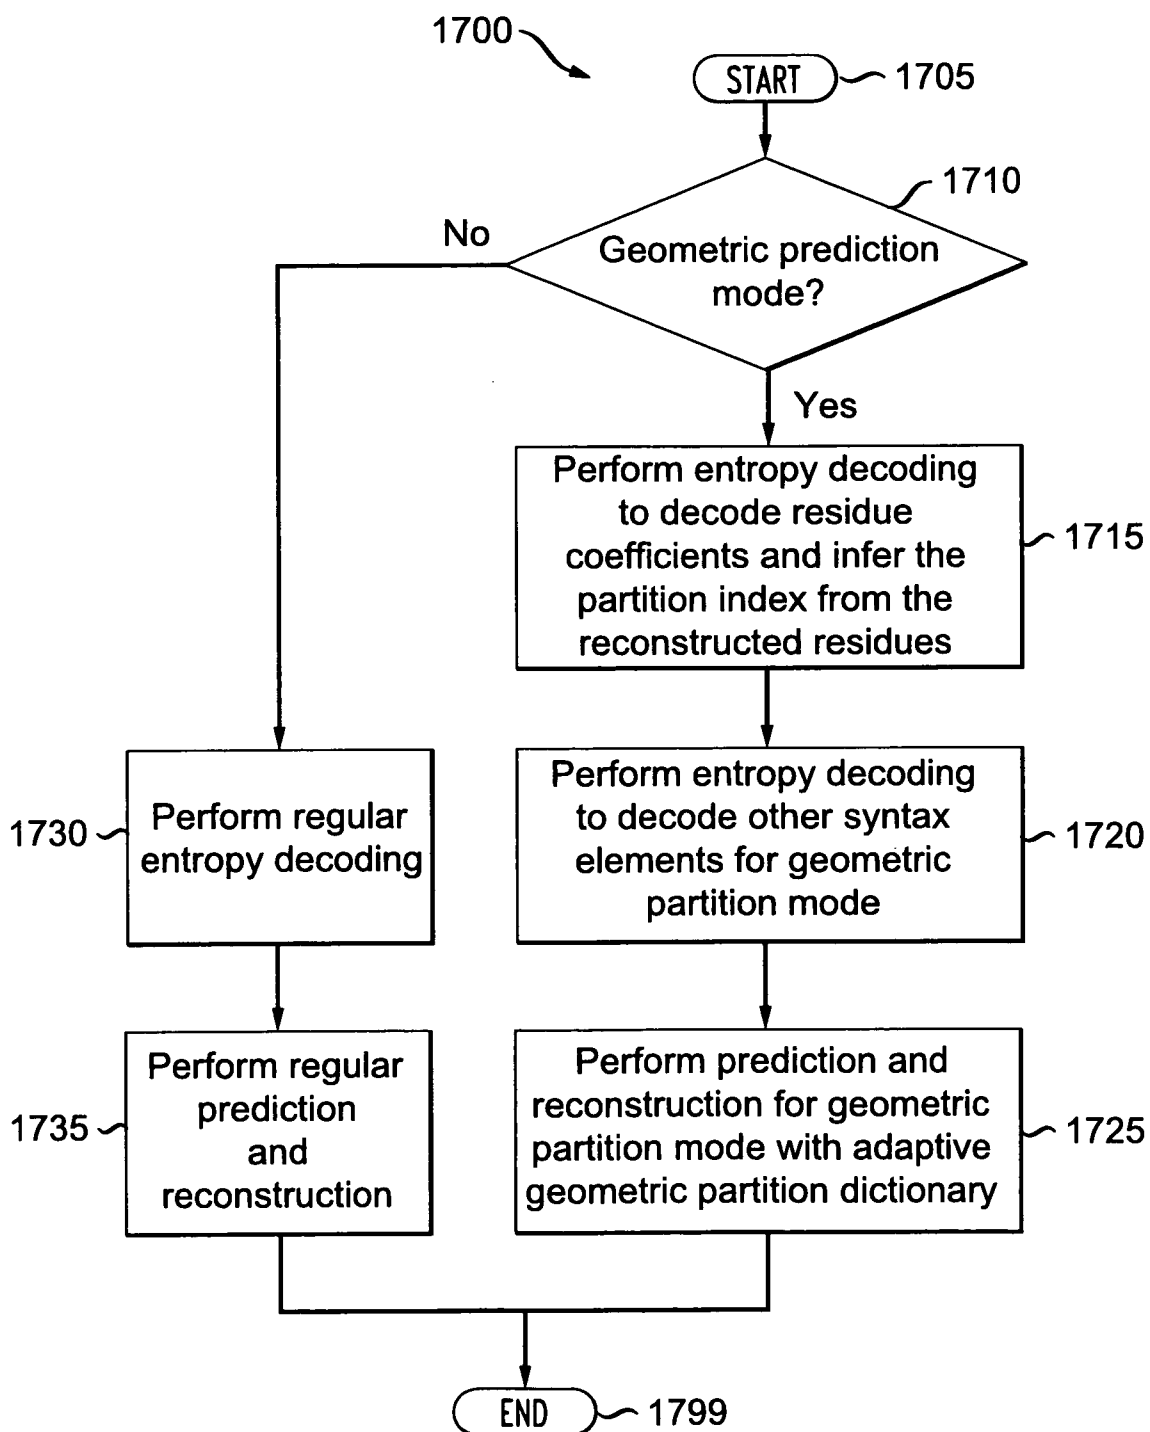 1700
START
1705
1710
Geometric prediction
mode?
No
Yes
Perform entropy decoding
to decode residue
coefficients and infer the
partition index from the
reconstructed residues
1715
Perform entropy decoding
to decode other syntax
elements for geometric
partition mode
1720
1730
Perform regular
entropy decoding
Perform prediction and
reconstruction for geometric
partition mode with adaptive
geometric partition dictionary
1725
1735
Perform regular
prediction
and
reconstruction
END
1799